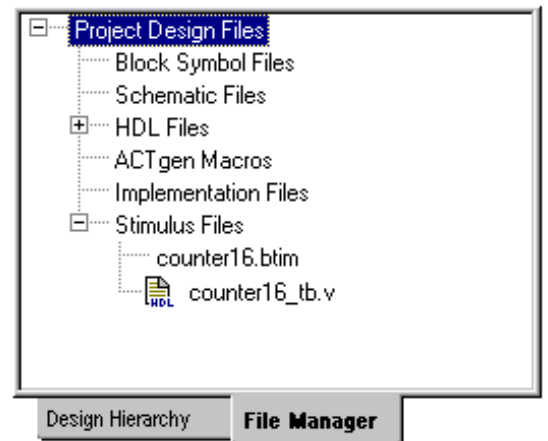 Project Design Files
Block Symbol Files
Schematic Files
HDL Files
ACTgen Macros
Implementation Files
Stimulus Files
counter16.btim
HDL counter16_tb.v
Design Hierarchy File Manager